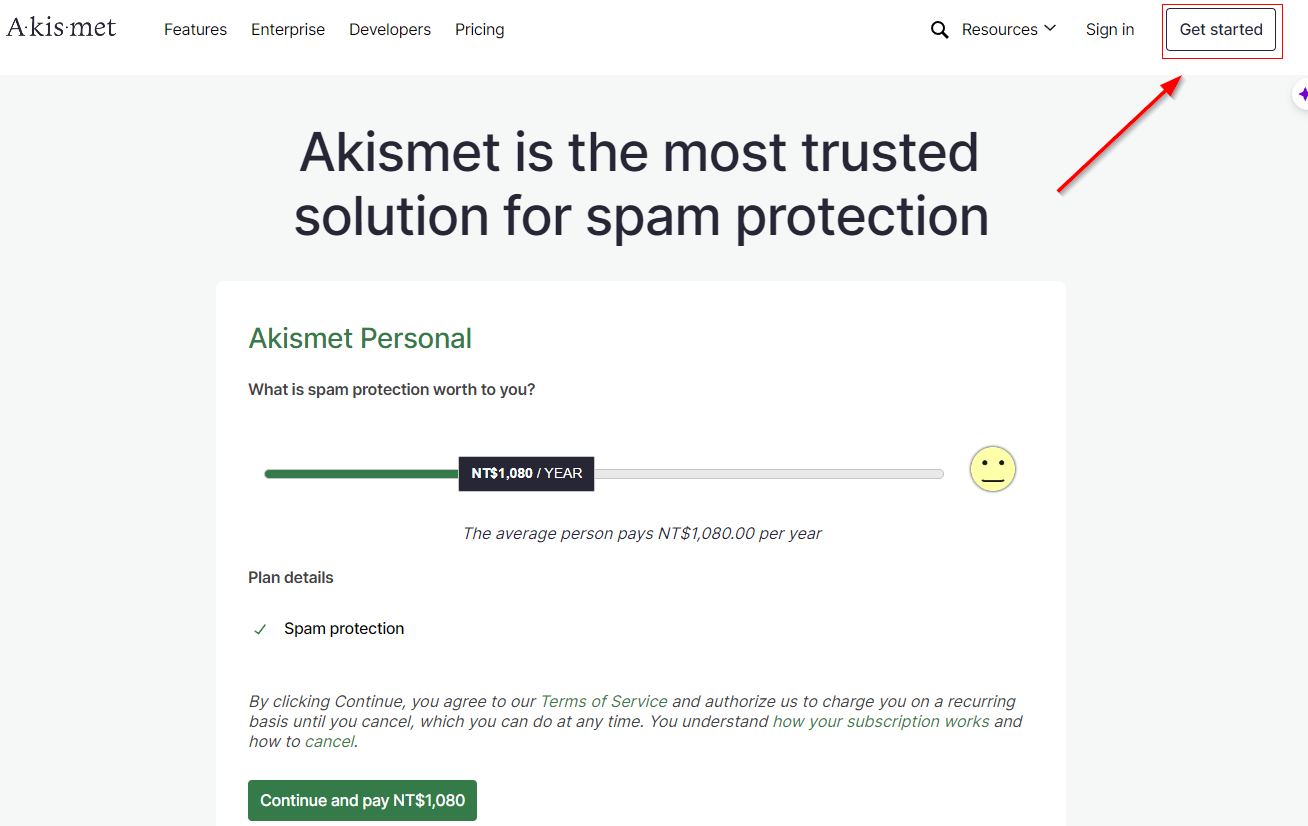 A·kis·met
Features Enterprise Developers Pricing
Resources Sign in Get started
Akismet is the most trusted
solution for spam protection
Akismet Personal
What is spam protection worth to you?
NT$1,080 / YEAR
The average person pays NT$1,080.00 per year
Plan details
Spam protection
By clicking Continue, you agree to our Terms of Service and authorize us to charge you on a recurring
basis until you cancel, which you can do at any time. You understand how your subscription works and
how to cancel.
Continue and pay NT$1,080